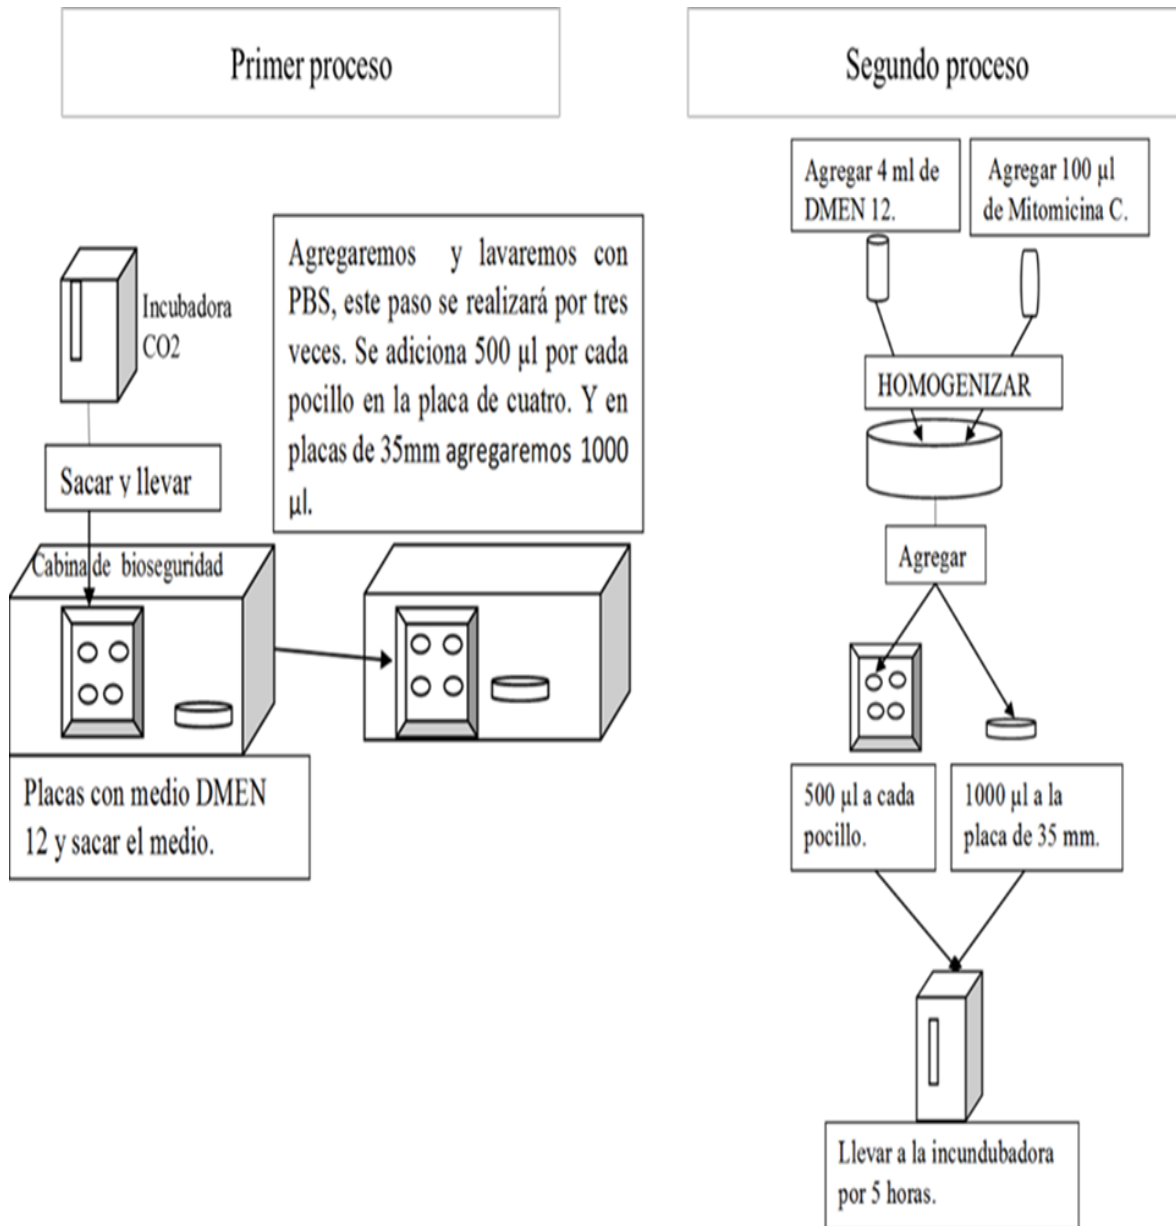 Primer proceso
Incubadora
CO2
Sacar y llevar
Agregaremos y lavaremos con
PBS, este paso se realizará por tres
veces. Se adiciona 500 µl por cada
pocillo en la placa de cuatro. Y en
placas de 35mm agregaremos 1000
µl.
Cabina de bioseguridad
Placas con medio DMEN
12 y sacar el medio.
Segundo proceso
Agregar 4 ml de
DMEN 12.
Agregar 100 µl
de Mitomicina C.
HOMOGENIZAR
Agregar
500 µl a cada
pocillo.
1000 µl a la
placa de 35 mm.
Llevar a la incundubadora
por 5 horas.